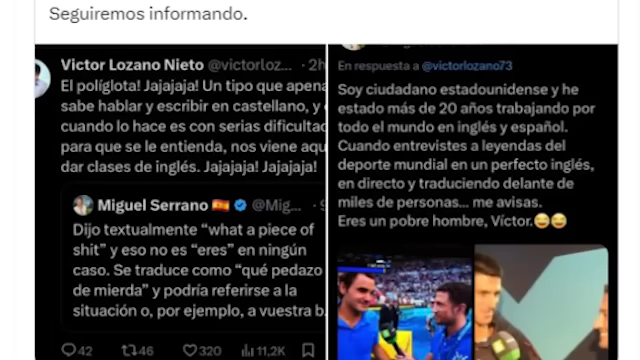 Seguiremos informando.
Victor Lozano Nieto @victorloz... · 2h
El políglota! Jajajaja! Un tipo que apena
sabe hablar y escribir en castellano, y
cuando lo hace es con serias dificultad
para que se le entienda, nos viene aqu
dar clases de inglés. Jajajaja! Jajajaja!
Miguel Serrano @Mig...
Dijo textualmente “what a piece of
shit” y eso no es “eres” en ningún
caso. Se traduce como “qué pedazo
de mierda” y podría referirse a la
situación o, por ejemplo, a vuestra b
42 46 320 11,2K
En respuesta a @victorlozano73
Soy ciudadano estadounidense y he
estado más de 20 años trabajando por
todo el mundo en inglés y español.
Cuando entrevistes a leyendas del
deporte mundial en un perfecto inglés,
en directo y traduciendo delante de
miles de personas... me avisas.
Eres un pobre hombre, Víctor.😂😂